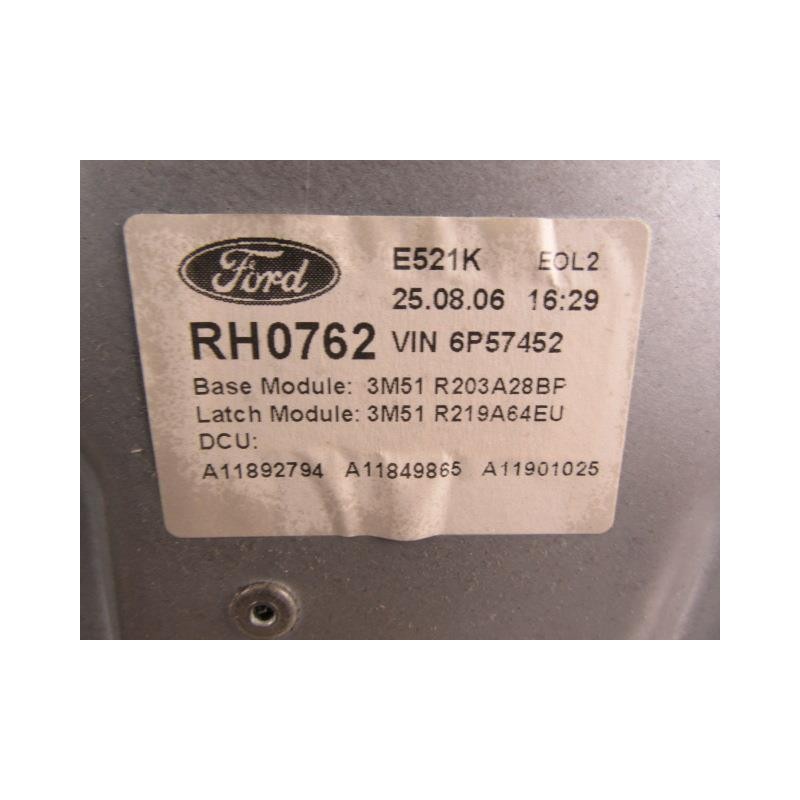 Ford E521K EOL2
25.08.06 16:29
RH0762 VIN 6P57452
Base Module: 3M51 R203A28BP
Latch Module: 3M51 R219A64EU
DCU:
A11892794 A11849865 A11901025